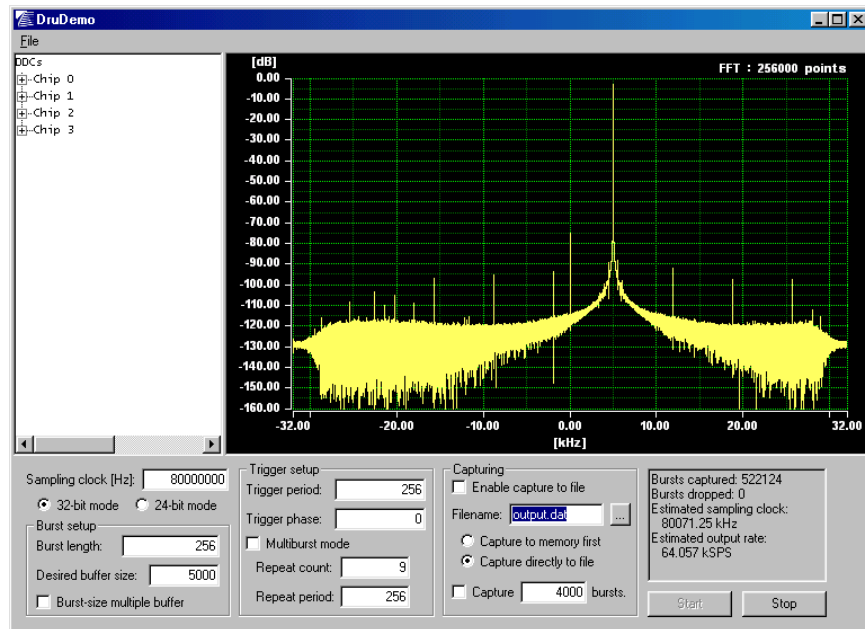 DruDemo
File
DDCs
Chip 0
Chip 1
Chip 2
Chip 3
[dB]
FFT : 256000 points
0.00
-10.00
-20.00
-30.00
-40.00
-50.00
-60.00
-70.00
-80.00
-90.00
-100.00
-110.00
-120.00
-130.00
-140.00
-150.00
-160.00
-32.00 -20.00 -10.00 0.00 10.00 20.00 32.00
[kHz]
Sampling clock [Hz]: 80000000
32-bit mode 24-bit mode
Burst setup
Burst length: 256
Desired buffer size: 5000
Burst-size multiple buffer
Trigger setup
Trigger period: 256
Trigger phase: 0
Multiburst mode
Repeat count: 9
Repeat period: 256
Capturing
Enable capture to file
Filename: output.dat ...
Capture to memory first
Capture directly to file
Capture 4000 bursts.
Bursts captured: 522124
Bursts dropped: 0
Estimated sampling clock:
80071.25 kHz
Estimated output rate:
64.057 kSPS
Start Stop